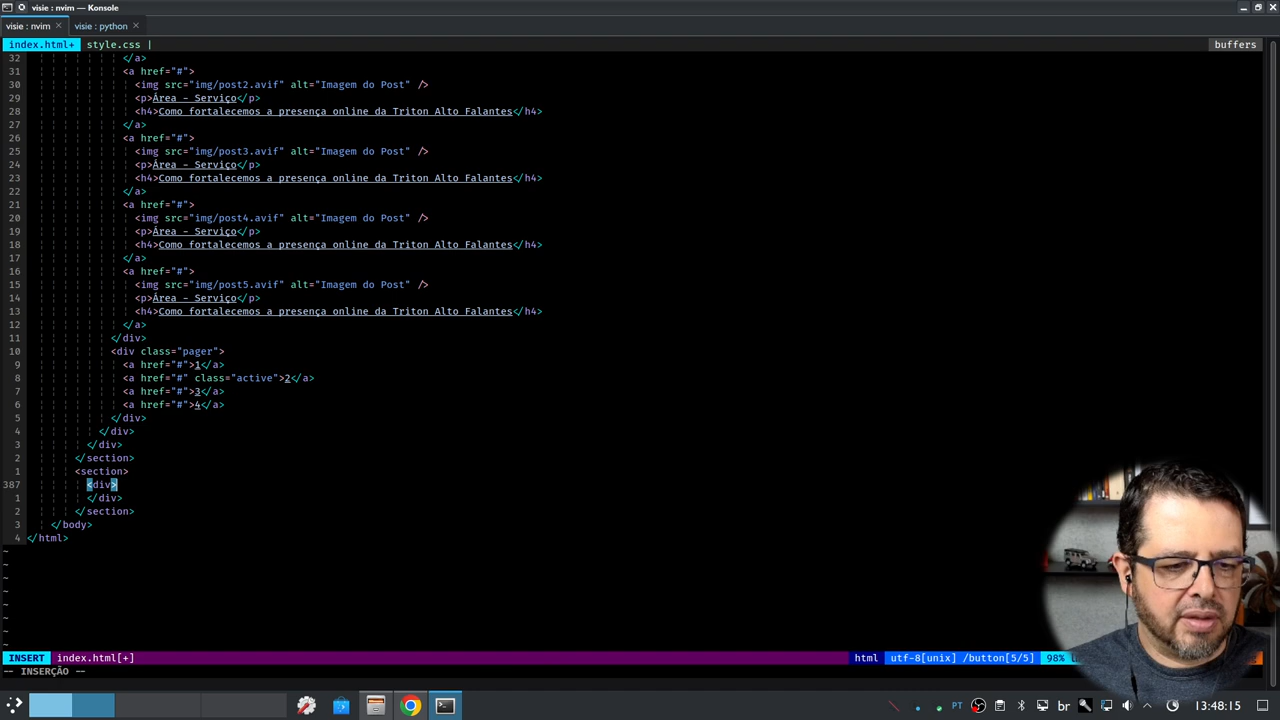 visie : nvim — Konsole
visie : nvim visie : python
index.html+ style.css | buffers
32 </a>
31 <a href="#">
30 <img src="img/post2.avif" alt="Imagem do Post" />
29 <p>Área - Serviço</p>
28 <h4>Como fortalecemos a presença online da Triton Alto Falantes</h4>
27 </a>
26 <a href="#">
25 <img src="img/post3.avif" alt="Imagem do Post" />
24 <p>Área - Serviço</p>
23 <h4>Como fortalecemos a presença online da Triton Alto Falantes</h4>
22 </a>
21 <a href="#">
20 <img src="img/post4.avif" alt="Imagem do Post" />
19 <p>Área - Serviço</p>
18 <h4>Como fortalecemos a presença online da Triton Alto Falantes</h4>
17 </a>
16 <a href="#">
15 <img src="img/post5.avif" alt="Imagem do Post" />
14 <p>Área - Serviço</p>
13 <h4>Como fortalecemos a presença online da Triton Alto Falantes</h4>
12 </a>
11 </div>
10 <div class="pager">
9 <a href="#">1</a>
8 <a href="#" class="active">2</a>
7 <a href="#">3</a>
6 <a href="#">4</a>
5 </div>
4 </div>
3 </div>
2 </section>
1 <section>
387 <div>
1 </div>
2 </section>
3 </body>
4 </html>
~
~
~
~
~
~
~
INSERT index.html[+] html utf-8[unix] /button[5/5] 98%
-- INSERÇÃO --
PT br 13:48:15